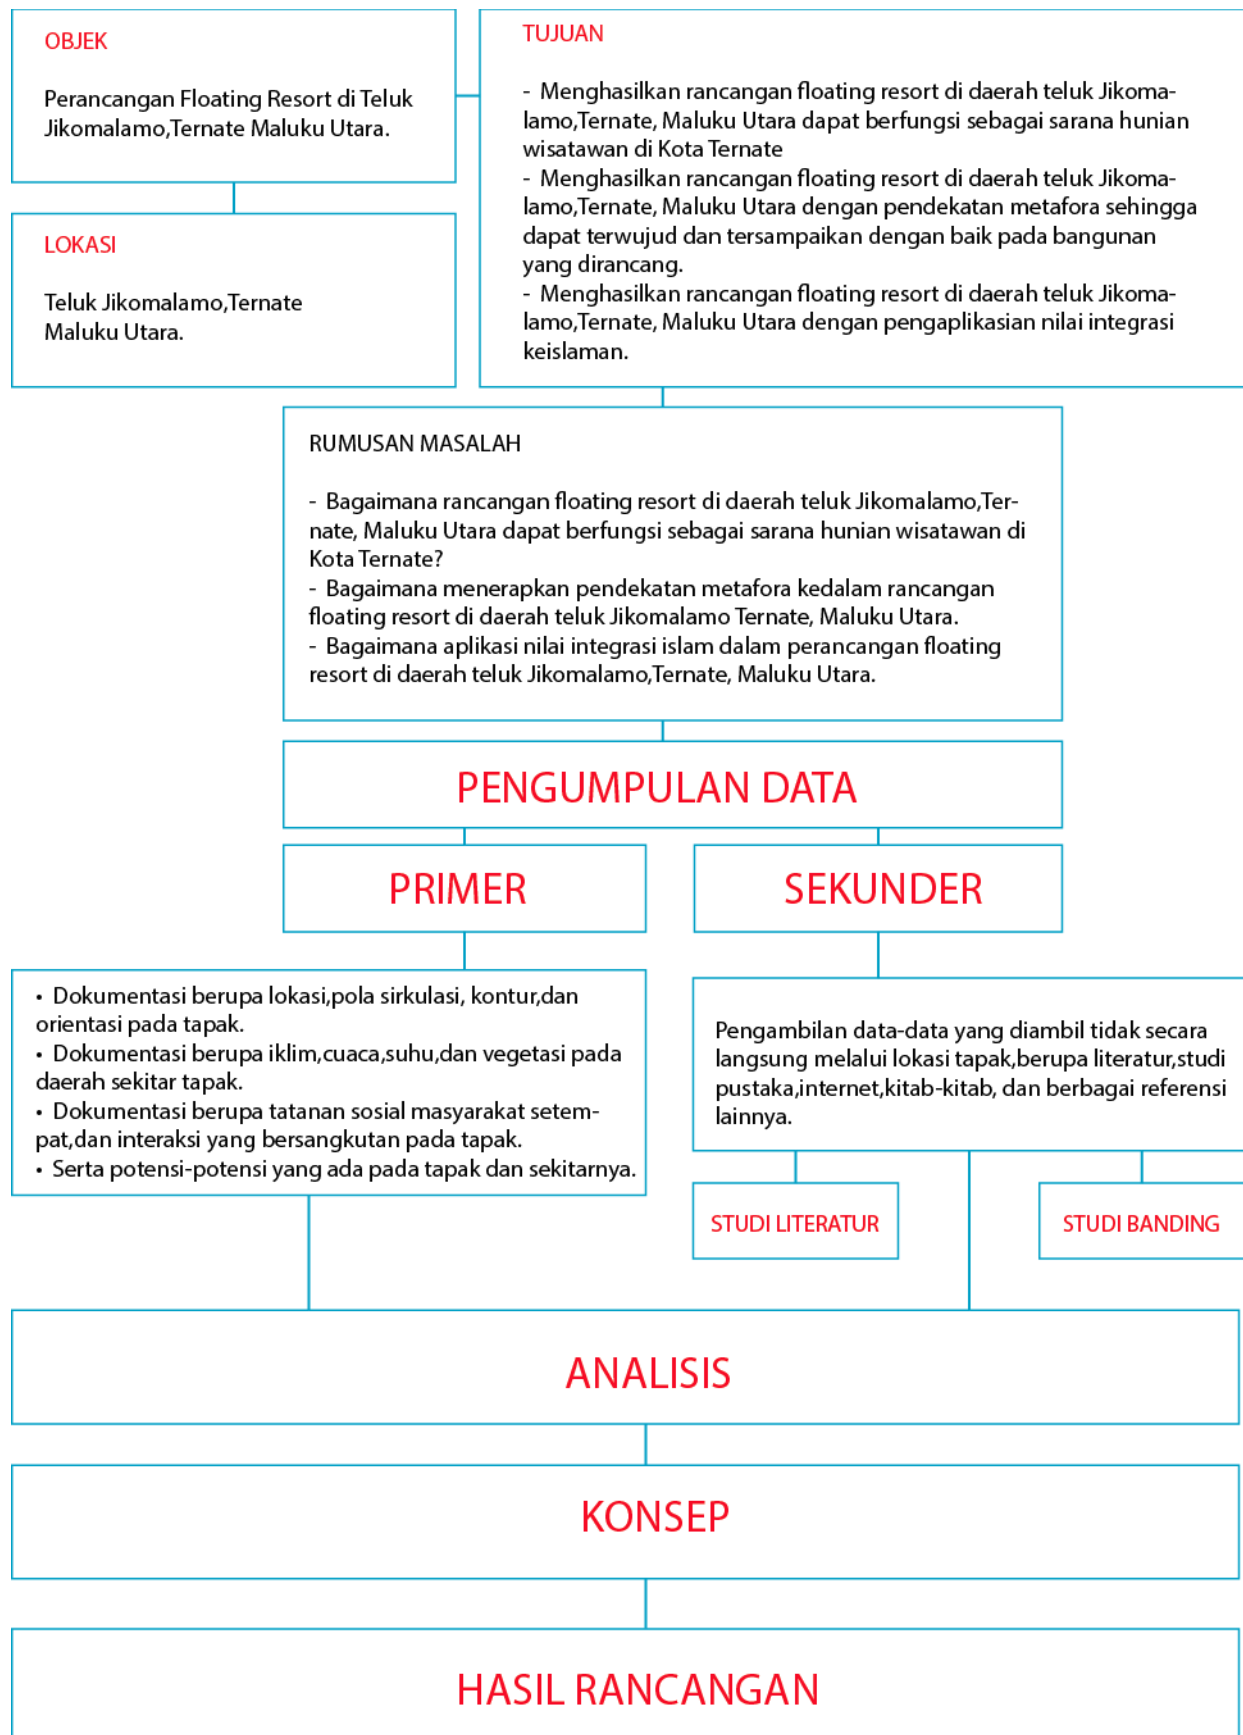 OBJEK
Perancangan Floating Resort di Teluk
Jikomalamo,Ternate Maluku Utara.
LOKASI
Teluk Jikomalamo,Ternate
Maluku Utara.
TUJUAN
- Menghasilkan rancangan floating resort di daerah teluk Jikoma-
lamo,Ternate, Maluku Utara dapat berfungsi sebagai sarana hunian
wisatawan di Kota Ternate
- Menghasilkan rancangan floating resort di daerah teluk Jikoma-
lamo,Ternate, Maluku Utara dengan pendekatan metafora sehingga
dapat terwujud dan tersampaikan dengan baik pada bangunan
yang dirancang.
- Menghasilkan rancangan floating resort di daerah teluk Jikoma-
lamo,Ternate, Maluku Utara dengan pengaplikasian nilai integrasi
keislaman.
RUMUSAN MASALAH
- Bagaimana rancangan floating resort di daerah teluk Jikomalamo,Ter-
nate, Maluku Utara dapat berfungsi sebagai sarana hunian wisatawan di
Kota Ternate?
- Bagaimana menerapkan pendekatan metafora kedalam rancangan
floating resort di daerah teluk Jikomalamo Ternate, Maluku Utara.
- Bagaimana aplikasi nilai integrasi islam dalam perancangan floating
resort di daerah teluk Jikomalamo,Ternate, Maluku Utara.
PENGUMPULAN DATA
PRIMER
SEKUNDER
• Dokumentasi berupa lokasi,pola sirkulasi, kontur,dan
orientasi pada tapak.
• Dokumentasi berupa iklim,cuaca,suhu,dan vegetasi pada
daerah sekitar tapak.
• Dokumentasi berupa tatanan sosial masyarakat setem-
pat,dan interaksi yang bersangkutan pada tapak.
• Serta potensi-potensi yang ada pada tapak dan sekitarnya.
Pengambilan data-data yang diambil tidak secara
langsung melalui lokasi tapak,berupa literatur,studi
pustaka,internet,kitab-kitab, dan berbagai referensi
lainnya.
STUDI LITERATUR
STUDI BANDING
ANALISIS
KONSEP
HASIL RANCANGAN